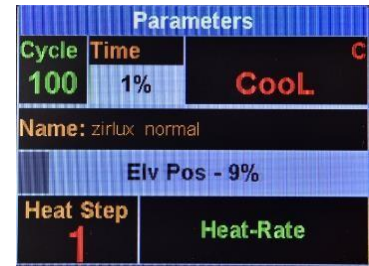 Parameters
Cycle Time C
100 1% CooL
Name: zirlux normal
Elv Pos - 9%
Heat Step
1 Heat-Rate